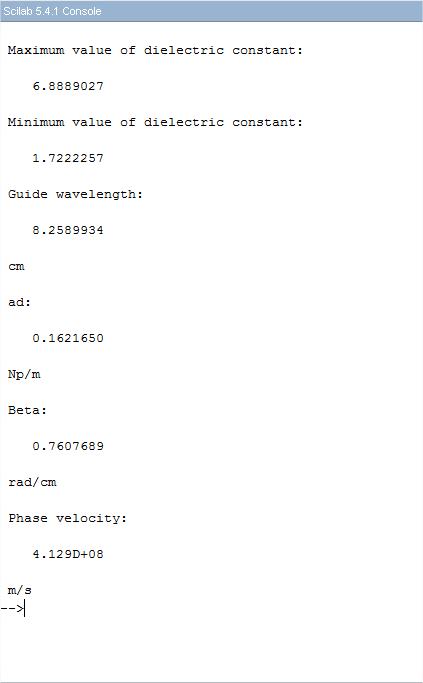 Scilab 5.4.1 Console
Maximum value of dielectric constant:
6.8889027
Minimum value of dielectric constant:
1.7222257
Guide wavelength:
8.2589934
cm
ad:
0.1621650
Np/m
Beta:
0.7607689
rad/cm
Phase velocity:
4.129D+08
m/s
-->